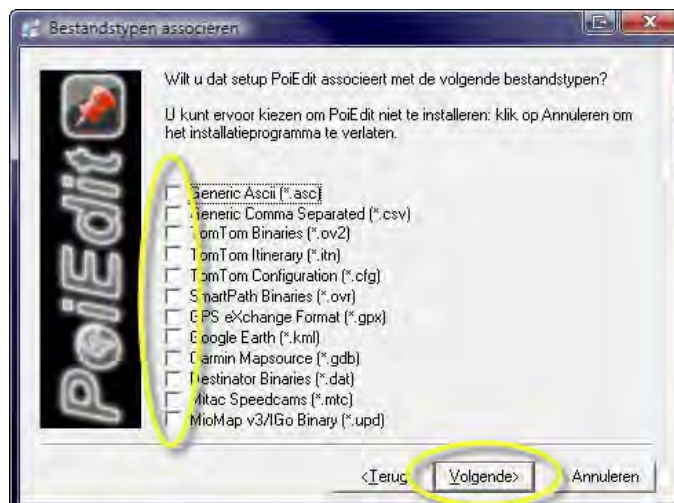 Bestandstypen associëren
PoiEdit
Wilt u dat setup PoiEdit associeert met de volgende bestandstypen?
U kunt ervoor kiezen om PoiEdit niet te installeren: klik op Annuleren om
het installatieprogramma te verlaten.
Generic Ascii (*.asc)
Generic Comma Separated (*.csv)
TomTom Binaries (*.ov2)
TomTom Itinerary (*.itn)
TomTom Configuration (*.cfg)
SmartPath Binaries (*.ovr)
GPS eXchange Format (*.gpx)
Google Earth (*.kml)
Garmin Mapsource (*.gdb)
Destinator Binaries (*.dat)
Mitac Speedcams (*.mtc)
MioMap v3/IGo Binary (*.upd)
<Terug
Volgende>
Annuleren